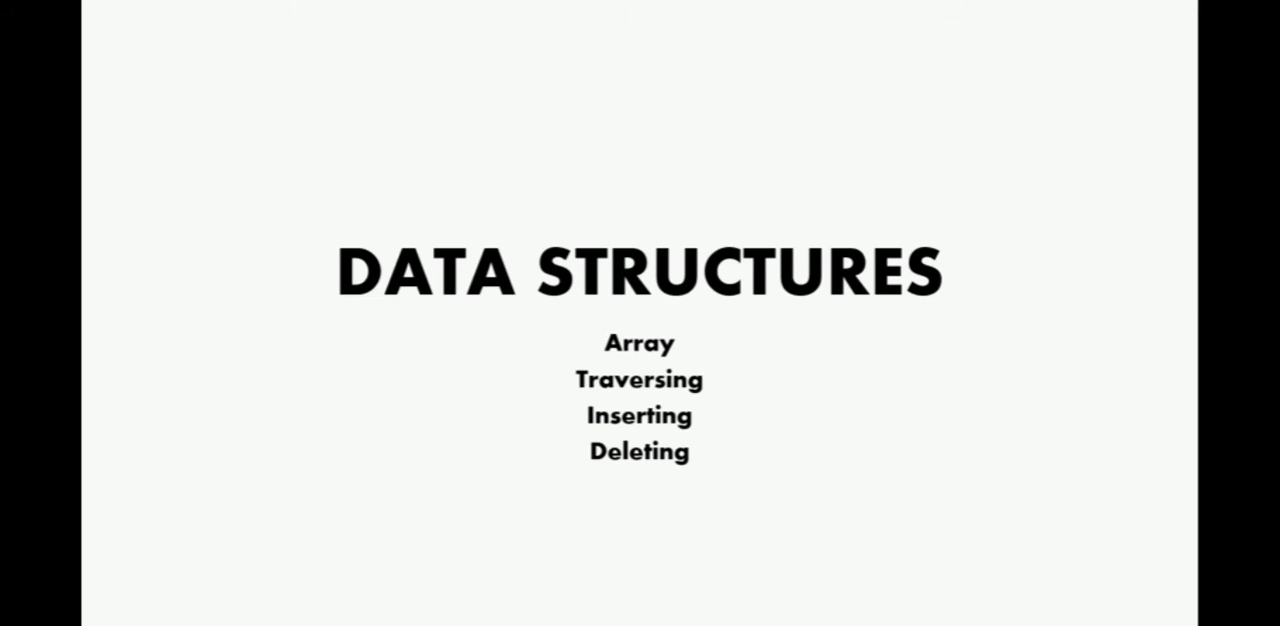 DATA STRUCTURES
Array
Traversing
Inserting
Deleting